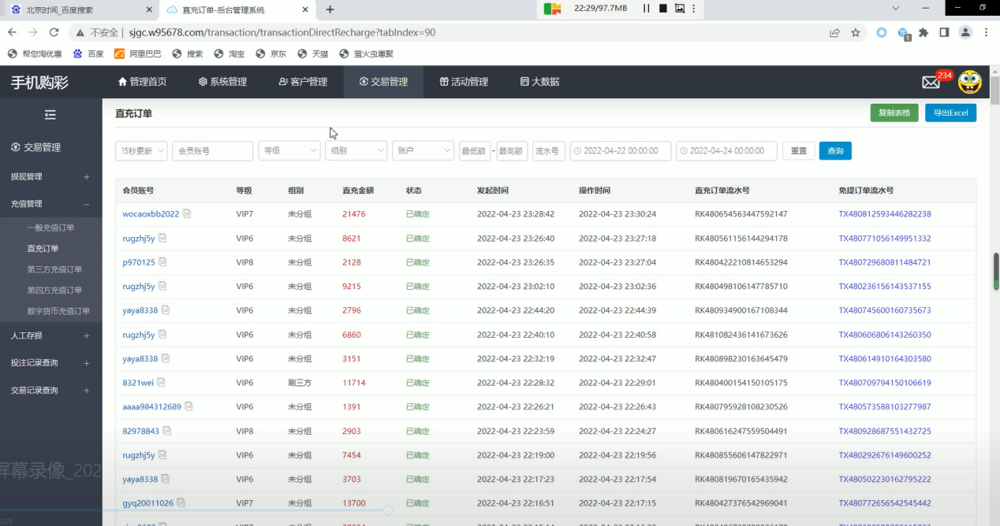 北京时间_百度搜索
直充订单-后台管理系统
22:29/97.7MB
不安全 | sjgc.w95678.com/transaction/transactionDirectRecharge?tabIndex=90
1
帮您淘优惠 百度 阿里巴巴 搜索 淘宝 京东 天猫 萤火虫惠聚
手机购彩 管理首页 系统管理 客户管理 交易管理 活动管理 大数据 234
直充订单 复制表格 导出Excel
交易管理
提现管理
充值管理
一般充值订单
直充订单
第三方充值订单
第四方充值订单
数字货币充值订单
人工存提
投注记录查询
交易记录查询
15秒更新 会员账号 等级 组别 账户 最低额 - 最高额 流水号 2022-04-22 00:00:00 2022-04-24 00:00:00 重置 查询
会员账号 等级 组别 直充金额 状态 发起时间 操作时间 直充订单流水号 免提订单流水号
wocaoxbb2022 VIP7 未分组 21476 已确定 2022-04-23 23:28:42 2022-04-23 23:30:24 RK480654563447592147 TX480812593446282238
rugzhj5y VIP6 未分组 8621 已确定 2022-04-23 23:26:40 2022-04-23 23:27:18 RK480561156144294178 TX480771056149951332
p970125 VIP8 未分组 2128 已确定 2022-04-23 23:26:35 2022-04-23 23:27:04 RK480422210814653294 TX480729680811484721
rugzhj5y VIP6 未分组 9215 已确定 2022-04-23 23:02:10 2022-04-23 23:02:36 RK480498106147785710 TX480236156143537155
yaya8338 VIP6 未分组 2796 已确定 2022-04-23 22:44:20 2022-04-23 22:44:39 RK480934900167108344 TX480745600160735673
rugzhj5y VIP6 未分组 6860 已确定 2022-04-23 22:40:10 2022-04-23 22:40:58 RK481082436141673626 TX480606806143260350
yaya8338 VIP6 未分组 3151 已确定 2022-04-23 22:32:19 2022-04-23 22:32:47 RK480898230163645479 TX480614910164303580
8321wei VIP6 刷三方 11714 已确定 2022-04-23 22:28:32 2022-04-23 22:29:01 RK480400154150105175 TX480709794150106619
aaaa984312689 VIP6 未分组 1391 已确定 2022-04-23 22:26:21 2022-04-23 22:26:43 RK480795928108230526 TX480573588103277987
82978843 VIP8 未分组 2903 已确定 2022-04-23 22:23:59 2022-04-23 22:24:27 RK480616247559504491 TX480928687551432725
rugzhj5y VIP6 未分组 7454 已确定 2022-04-23 22:19:00 2022-04-23 22:19:56 RK480855606147822971 TX480292676149600252
yaya8338 VIP6 未分组 3703 已确定 2022-04-23 22:17:23 2022-04-23 22:17:54 RK480819670165435942 TX480502230162795222
gyq20011026 VIP7 未分组 13700 已确定 2022-04-23 22:16:51 2022-04-23 22:17:15 RK480427376542969041 TX480772656542545442
屏幕录像_202